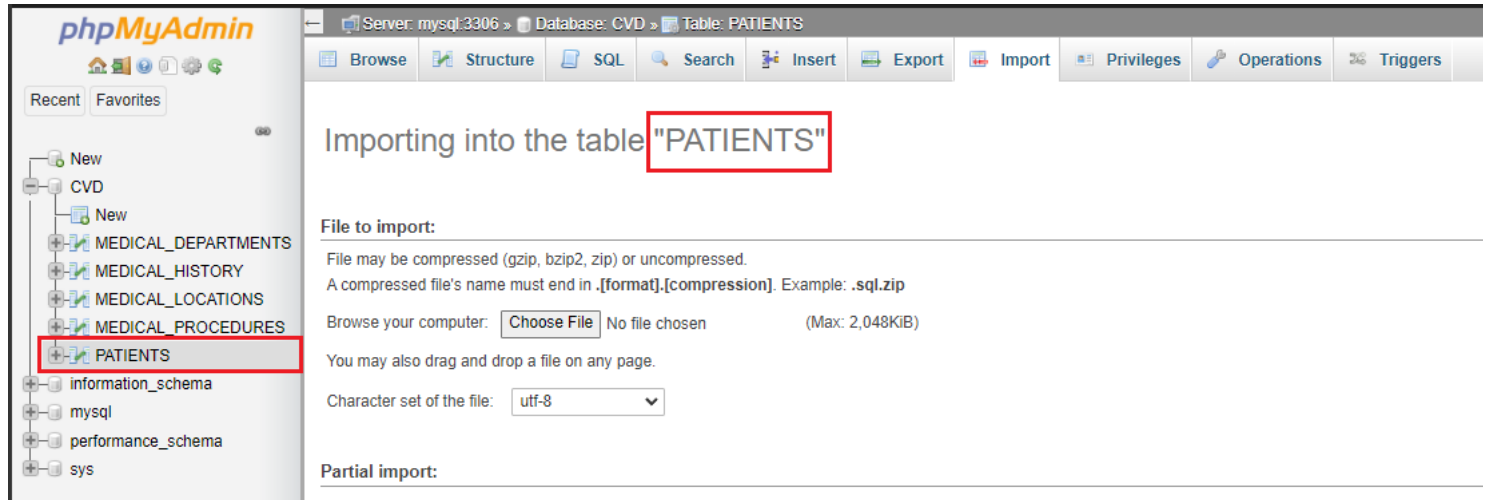 phpMyAdmin
Recent Favorites
New
CVD
New
MEDICAL_DEPARTMENTS
MEDICAL_HISTORY
MEDICAL_LOCATIONS
MEDICAL_PROCEDURES
PATIENTS
information_schema
mysql
performance_schema
sys
Server: mysql:3306 » Database: CVD » Table: PATIENTS
Browse Structure SQL Search Insert Export Import Privileges Operations Triggers
Importing into the table "PATIENTS"
File to import:
File may be compressed (gzip, bzip2, zip) or uncompressed.
A compressed file's name must end in .[format].[compression]. Example: .sql.zip
Browse your computer: Choose File No file chosen (Max: 2,048KiB)
You may also drag and drop a file on any page.
Character set of the file: utf-8
Partial import: